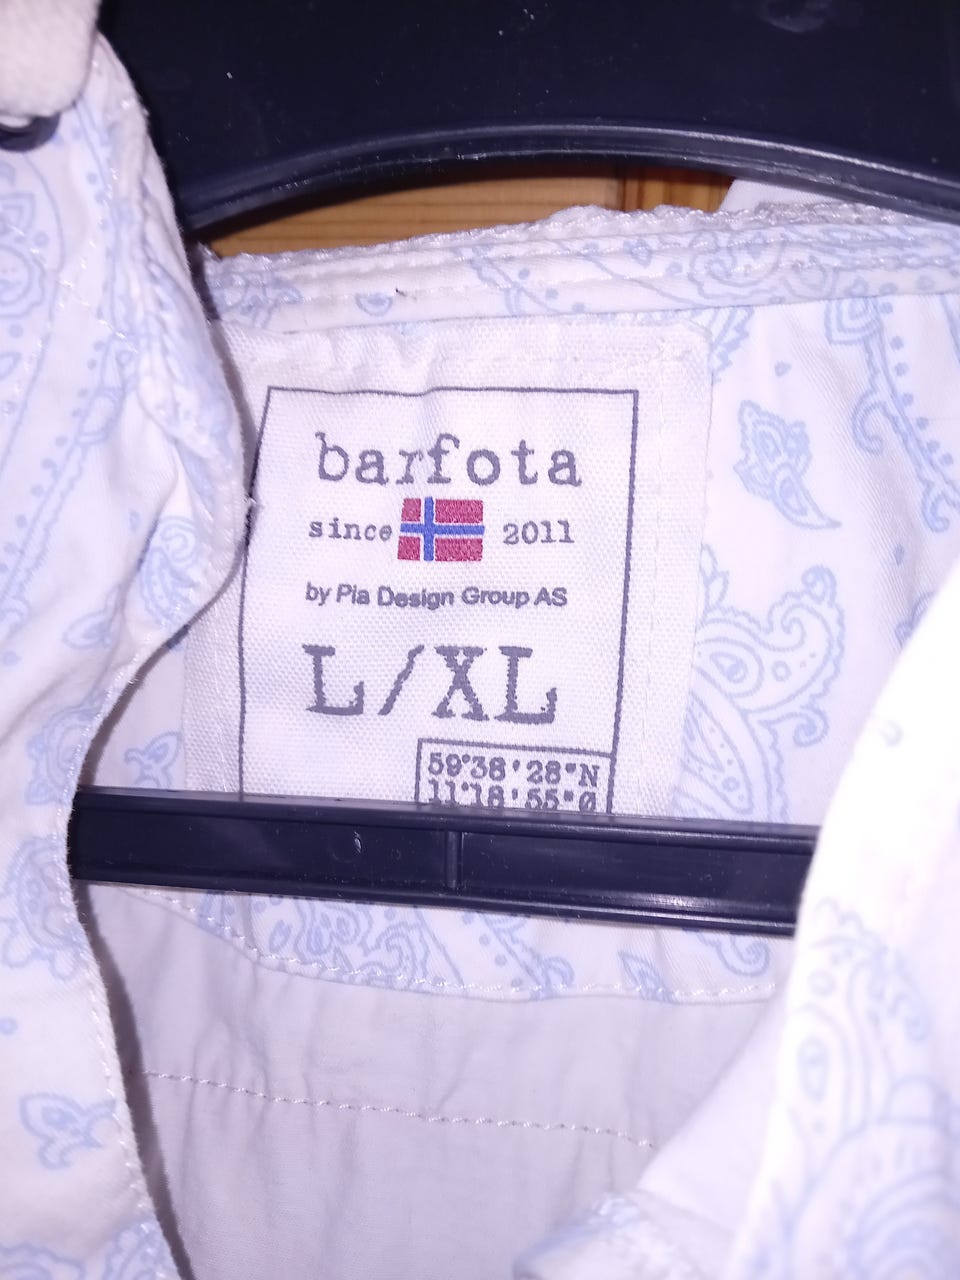 barfota
since 2011
by Pia Design Group AS
L/XL
59°38'28"N
11°18'55"Ø